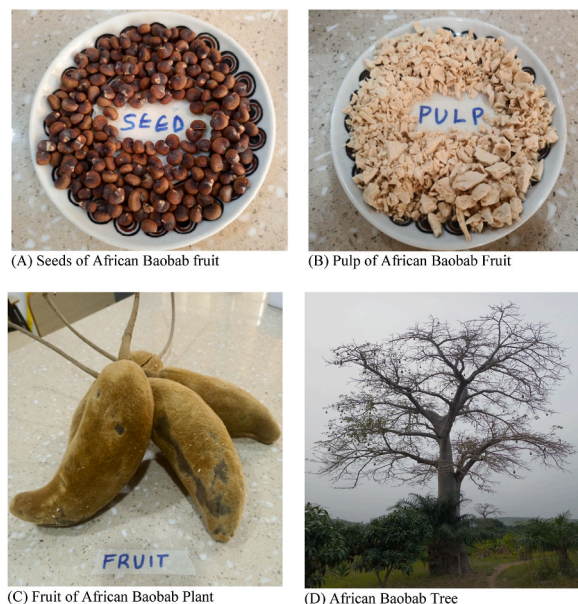 SEED
PULP
(A) Seeds of African Baobab fruit
(B) Pulp of African Baobab Fruit
FRUIT
(C) Fruit of African Baobab Plant
(D) African Baobab Tree